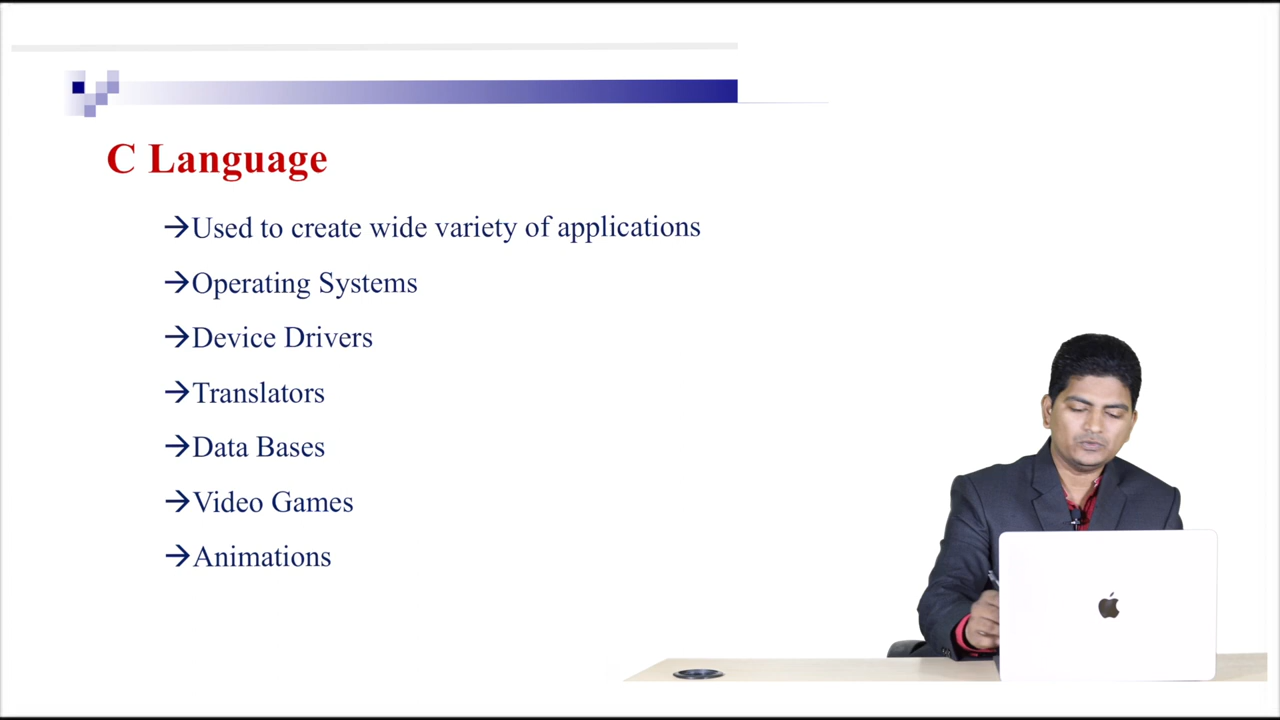 C Language
→Used to create wide variety of applications
→Operating Systems
→Device Drivers
→Translators
→Data Bases
→Video Games
→Animations